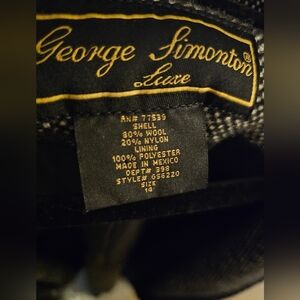 George Simonton®
Luxe
RN# 77539
SHELL
80% WOOL
20% NYLON
LINING
100% POLYESTER
MADE IN MEXICO
DEPT# 398
STYLE# GS6220
SIZE
14